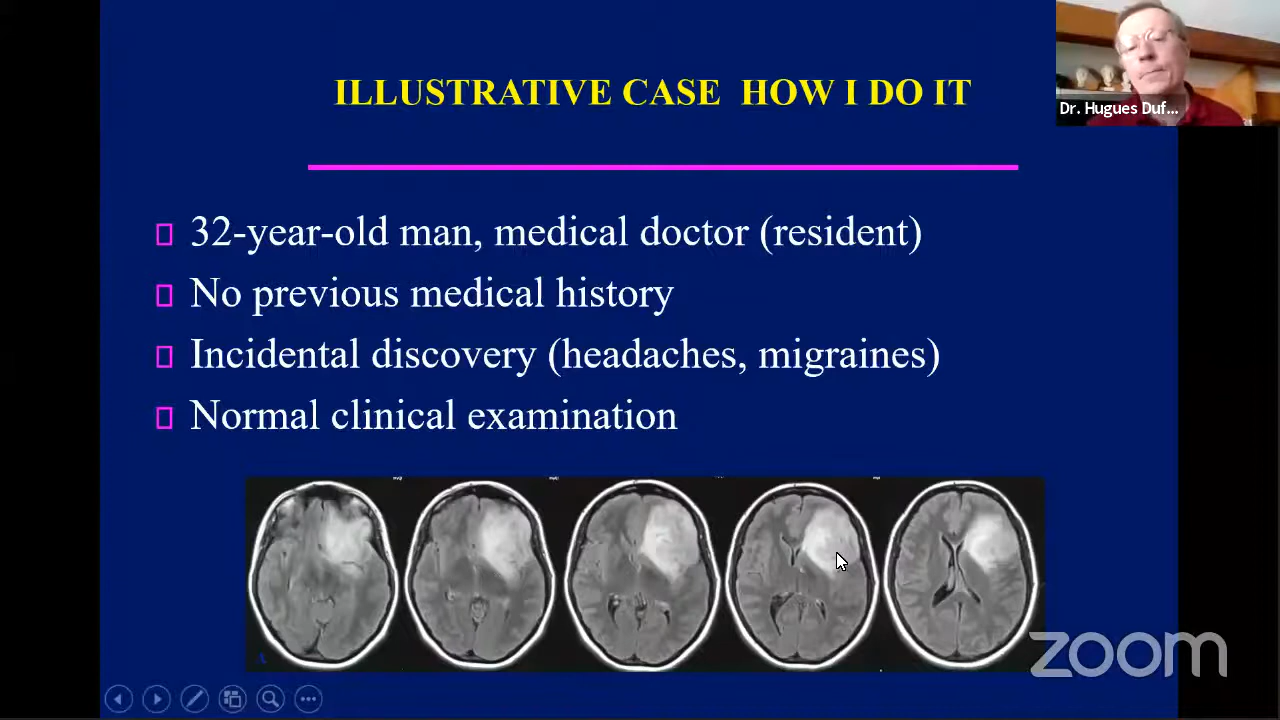 ILLUSTRATIVE CASE HOW I DO IT
Dr. Hugues Duf...
32-year-old man, medical doctor (resident)
No previous medical history
Incidental discovery (headaches, migraines)
Normal clinical examination
zoom